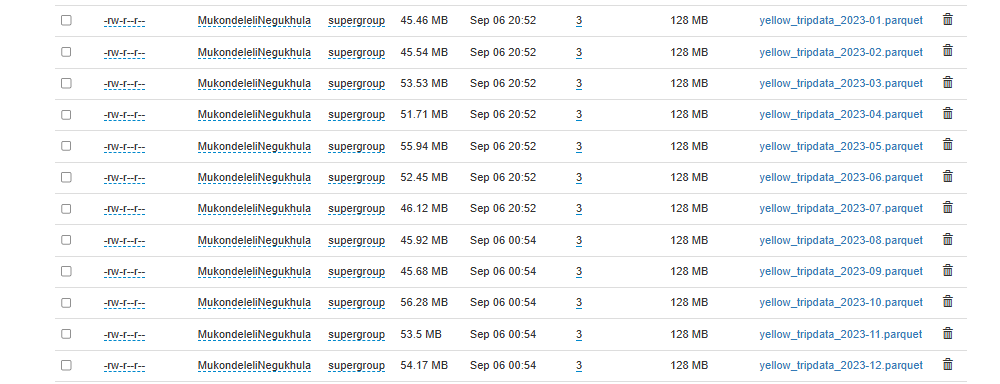 -rw-r--r-- MukondeleliNegukhula supergroup 45.46 MB Sep 06 20:52 3 128 MB yellow_tripdata_2023-01.parquet
-rw-r--r-- MukondeleliNegukhula supergroup 45.54 MB Sep 06 20:52 3 128 MB yellow_tripdata_2023-02.parquet
-rw-r--r-- MukondeleliNegukhula supergroup 53.53 MB Sep 06 20:52 3 128 MB yellow_tripdata_2023-03.parquet
-rw-r--r-- MukondeleliNegukhula supergroup 51.71 MB Sep 06 20:52 3 128 MB yellow_tripdata_2023-04.parquet
-rw-r--r-- MukondeleliNegukhula supergroup 55.94 MB Sep 06 20:52 3 128 MB yellow_tripdata_2023-05.parquet
-rw-r--r-- MukondeleliNegukhula supergroup 52.45 MB Sep 06 20:52 3 128 MB yellow_tripdata_2023-06.parquet
-rw-r--r-- MukondeleliNegukhula supergroup 46.12 MB Sep 06 20:52 3 128 MB yellow_tripdata_2023-07.parquet
-rw-r--r-- MukondeleliNegukhula supergroup 45.92 MB Sep 06 00:54 3 128 MB yellow_tripdata_2023-08.parquet
-rw-r--r-- MukondeleliNegukhula supergroup 45.68 MB Sep 06 00:54 3 128 MB yellow_tripdata_2023-09.parquet
-rw-r--r-- MukondeleliNegukhula supergroup 56.28 MB Sep 06 00:54 3 128 MB yellow_tripdata_2023-10.parquet
-rw-r--r-- MukondeleliNegukhula supergroup 53.5 MB Sep 06 00:54 3 128 MB yellow_tripdata_2023-11.parquet
-rw-r--r-- MukondeleliNegukhula supergroup 54.17 MB Sep 06 00:54 3 128 MB yellow_tripdata_2023-12.parquet